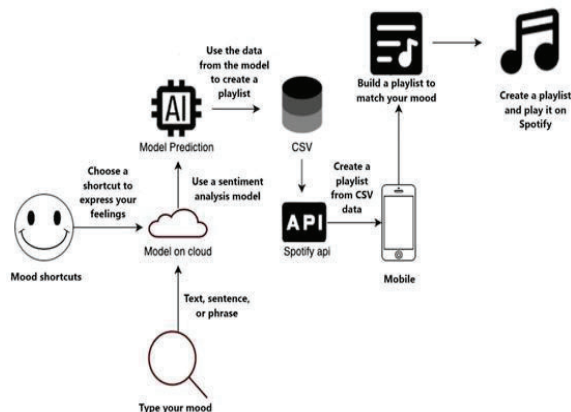 Use the data
from the model
to create a
playlist
AI
Model Prediction
CSV
Build a playlist to
match your mood
Create a playlist
and play it on
Spotify
Choose a
shortcut to
express your
feelings
Use a sentiment
analysis model
Create a
playlist
from CSV
data
API
Spotify api
Mood shortcuts
Model on cloud
Mobile
Text, sentence,
or phrase
Type your mood